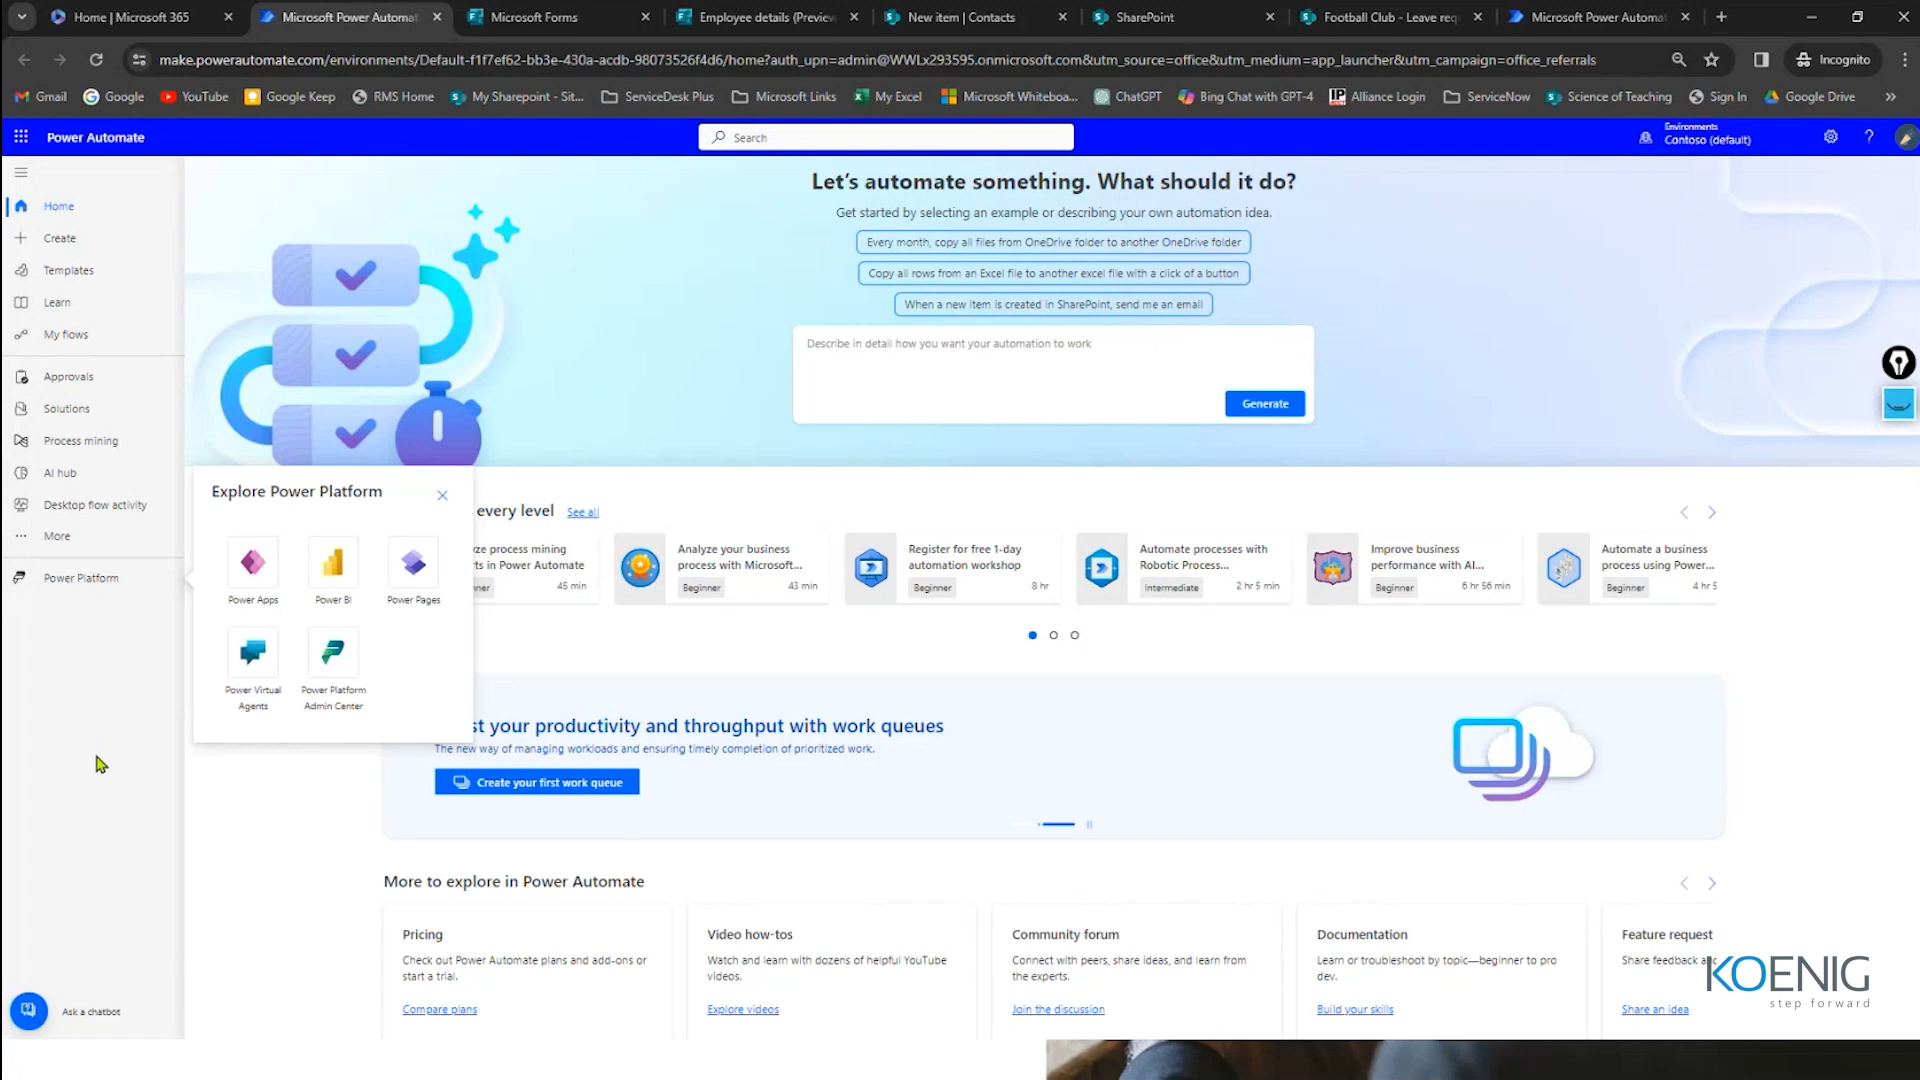 Home | Microsoft 365
Microsoft Power Automat
Microsoft Forms
Employee details (Preview
New item | Contacts
SharePoint
Football Club - Leave req
Microsoft Power Automat
make.powerautomate.com/environments/Default-f1f7ef62-bb3e-430a-acdb-98073526f4d6/home?auth_upn=admin@WWLx293595.onmicrosoft.com&utm_source=office&utm_medium=app_launcher&utm_campaign=office_referrals
Incognito
Gmail
Google
YouTube
Google Keep
RMS Home
My Sharepoint - Sit...
ServiceDesk Plus
Microsoft Links
My Excel
Microsoft Whiteboa...
ChatGPT
Bing Chat with GPT-4
Alliance Login
ServiceNow
Science of Teaching
Sign In
Google Drive
Power Automate
Search
Environments
Contoso (default)
Home
Create
Templates
Learn
My flows
Approvals
Solutions
Process mining
AI hub
Desktop flow activity
More
Power Platform
Ask a chatbot
Let's automate something. What should it do?
Get started by selecting an example or describing your own automation idea.
Every month, copy all files from OneDrive folder to another OneDrive folder
Copy all rows from an Excel file to another excel file with a click of a button
When a new item is created in SharePoint, send me an email
Describe in detail how you want your automation to work
Generate
Explore Power Platform
Power Apps
Power BI
Power Pages
Power Virtual
Agents
Power Platform
Admin Center
every level
See all
ze process mining
ts in Power Automate
ner
45 min
Analyze your business
process with Microsoft...
Beginner
43 min
Register for free 1-day
automation workshop
Beginner
8 hr
Automate processes with
Robotic Process...
Intermediate
2 hr 5 min
Improve business
performance with AI...
Beginner
6 hr 56 min
Automate a business
process using Power...
Beginner
4 hr 5
st your productivity and throughput with work queues
The new way of managing workloads and ensuring timely completion of prioritized work.
Create your first work queue
More to explore in Power Automate
Pricing
Check out Power Automate plans and add-ons or
start a trial.
Compare plans
Video how-tos
Watch and learn with dozens of helpful YouTube
videos.
Explore videos
Community forum
Connect with peers, share ideas, and learn from
the experts.
Join the discussion
Documentation
Learn or troubleshoot by topic—beginner to pro
dev.
Build your skills
Feature request
Share feedback
Share an idea
KOENIG
step forward